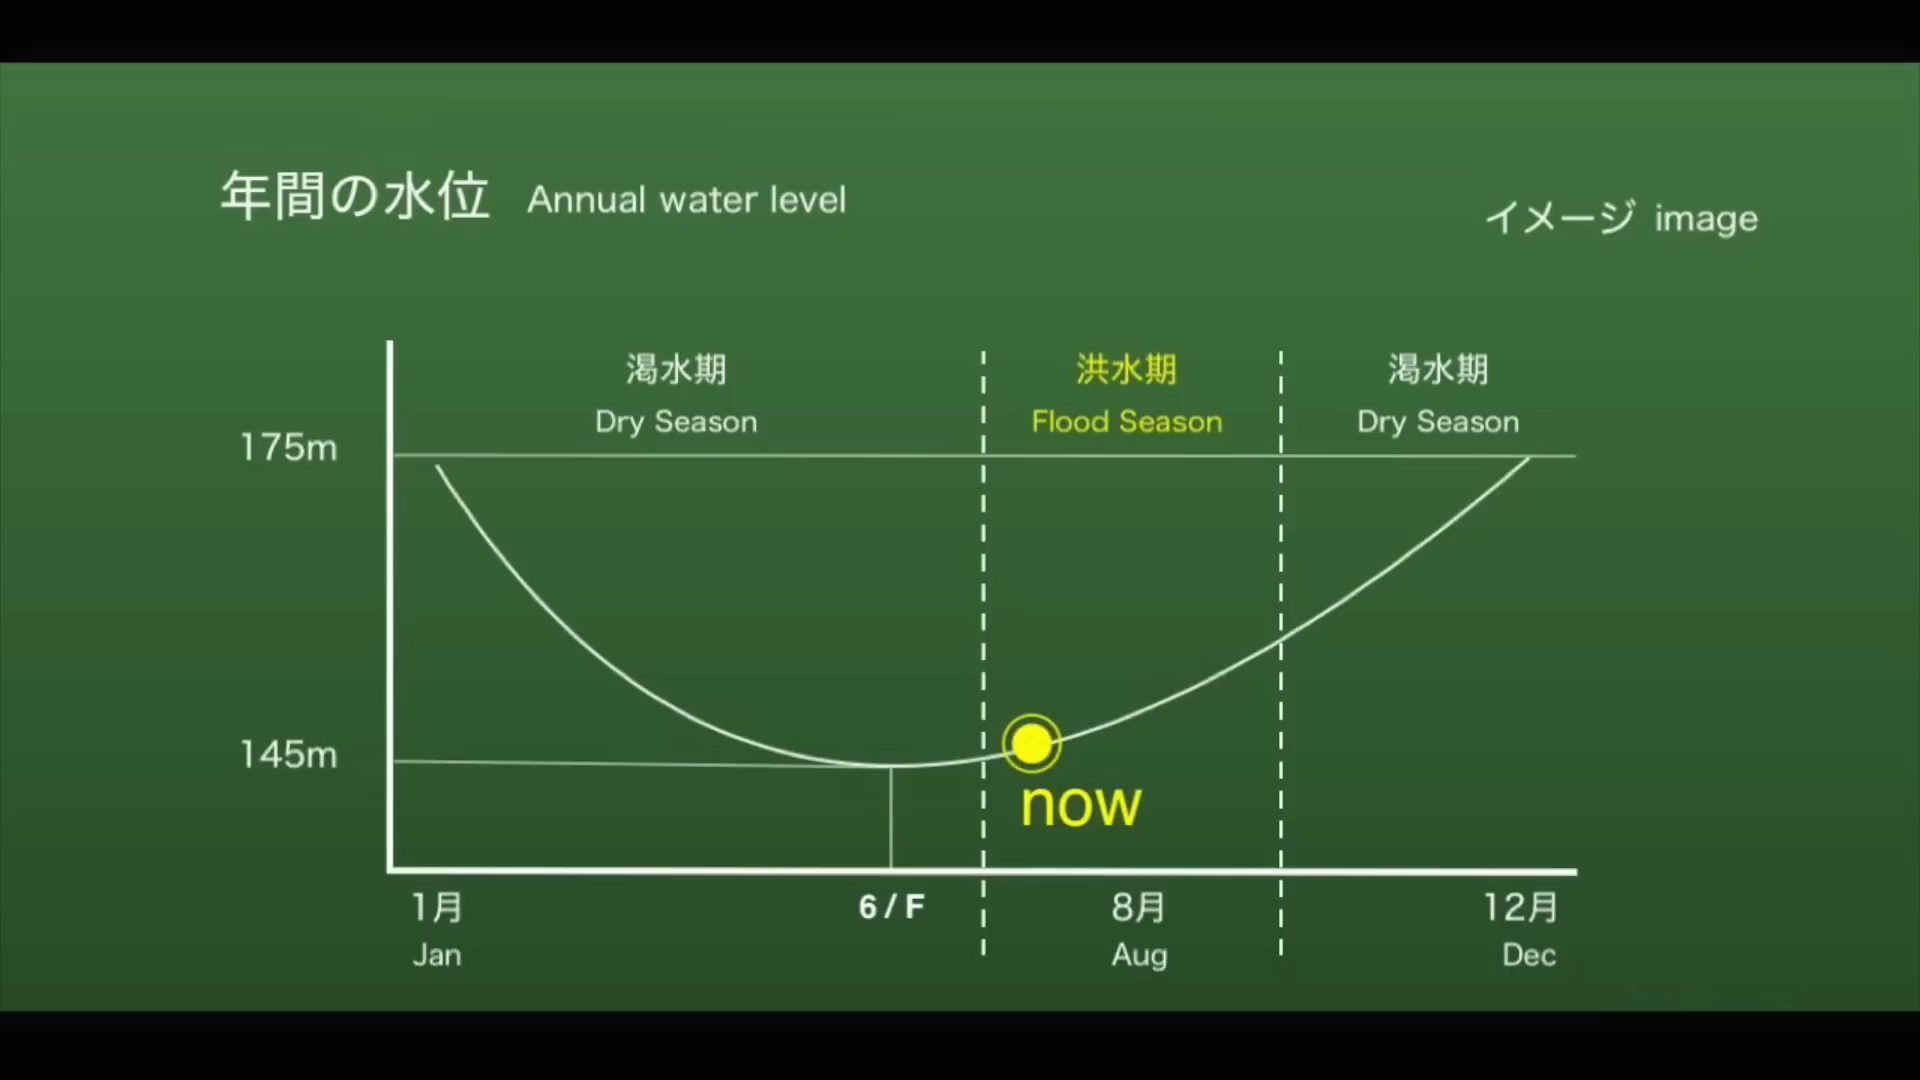 年間の水位 Annual water level
イメージ image
渇水期
Dry Season
洪水期
Flood Season
渇水期
Dry Season
175m
145m
now
1月
Jan
6 / F
8月
Aug
12月
Dec